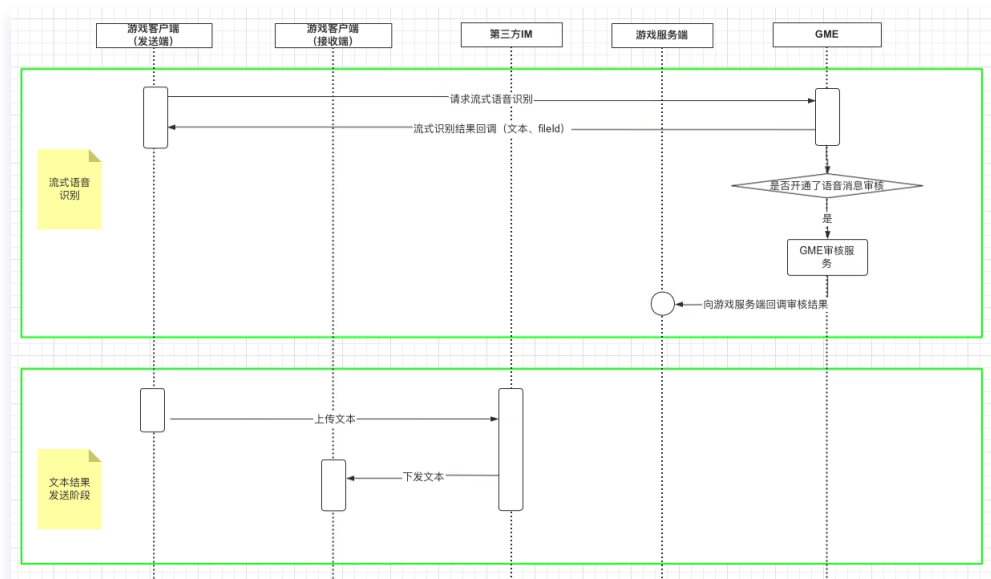 游戏客户端
（发送端）
游戏客户端
（接收端）
第三方IM
游戏服务端
GME
请求流式语音识别
流式识别结果回调（文本、fileId）
流式语音
识别
是否开通了语音消息审核
是
GME审核服
务
向游戏服务端回调审核结果
上传文本
下发文本
文本结果
发送阶段